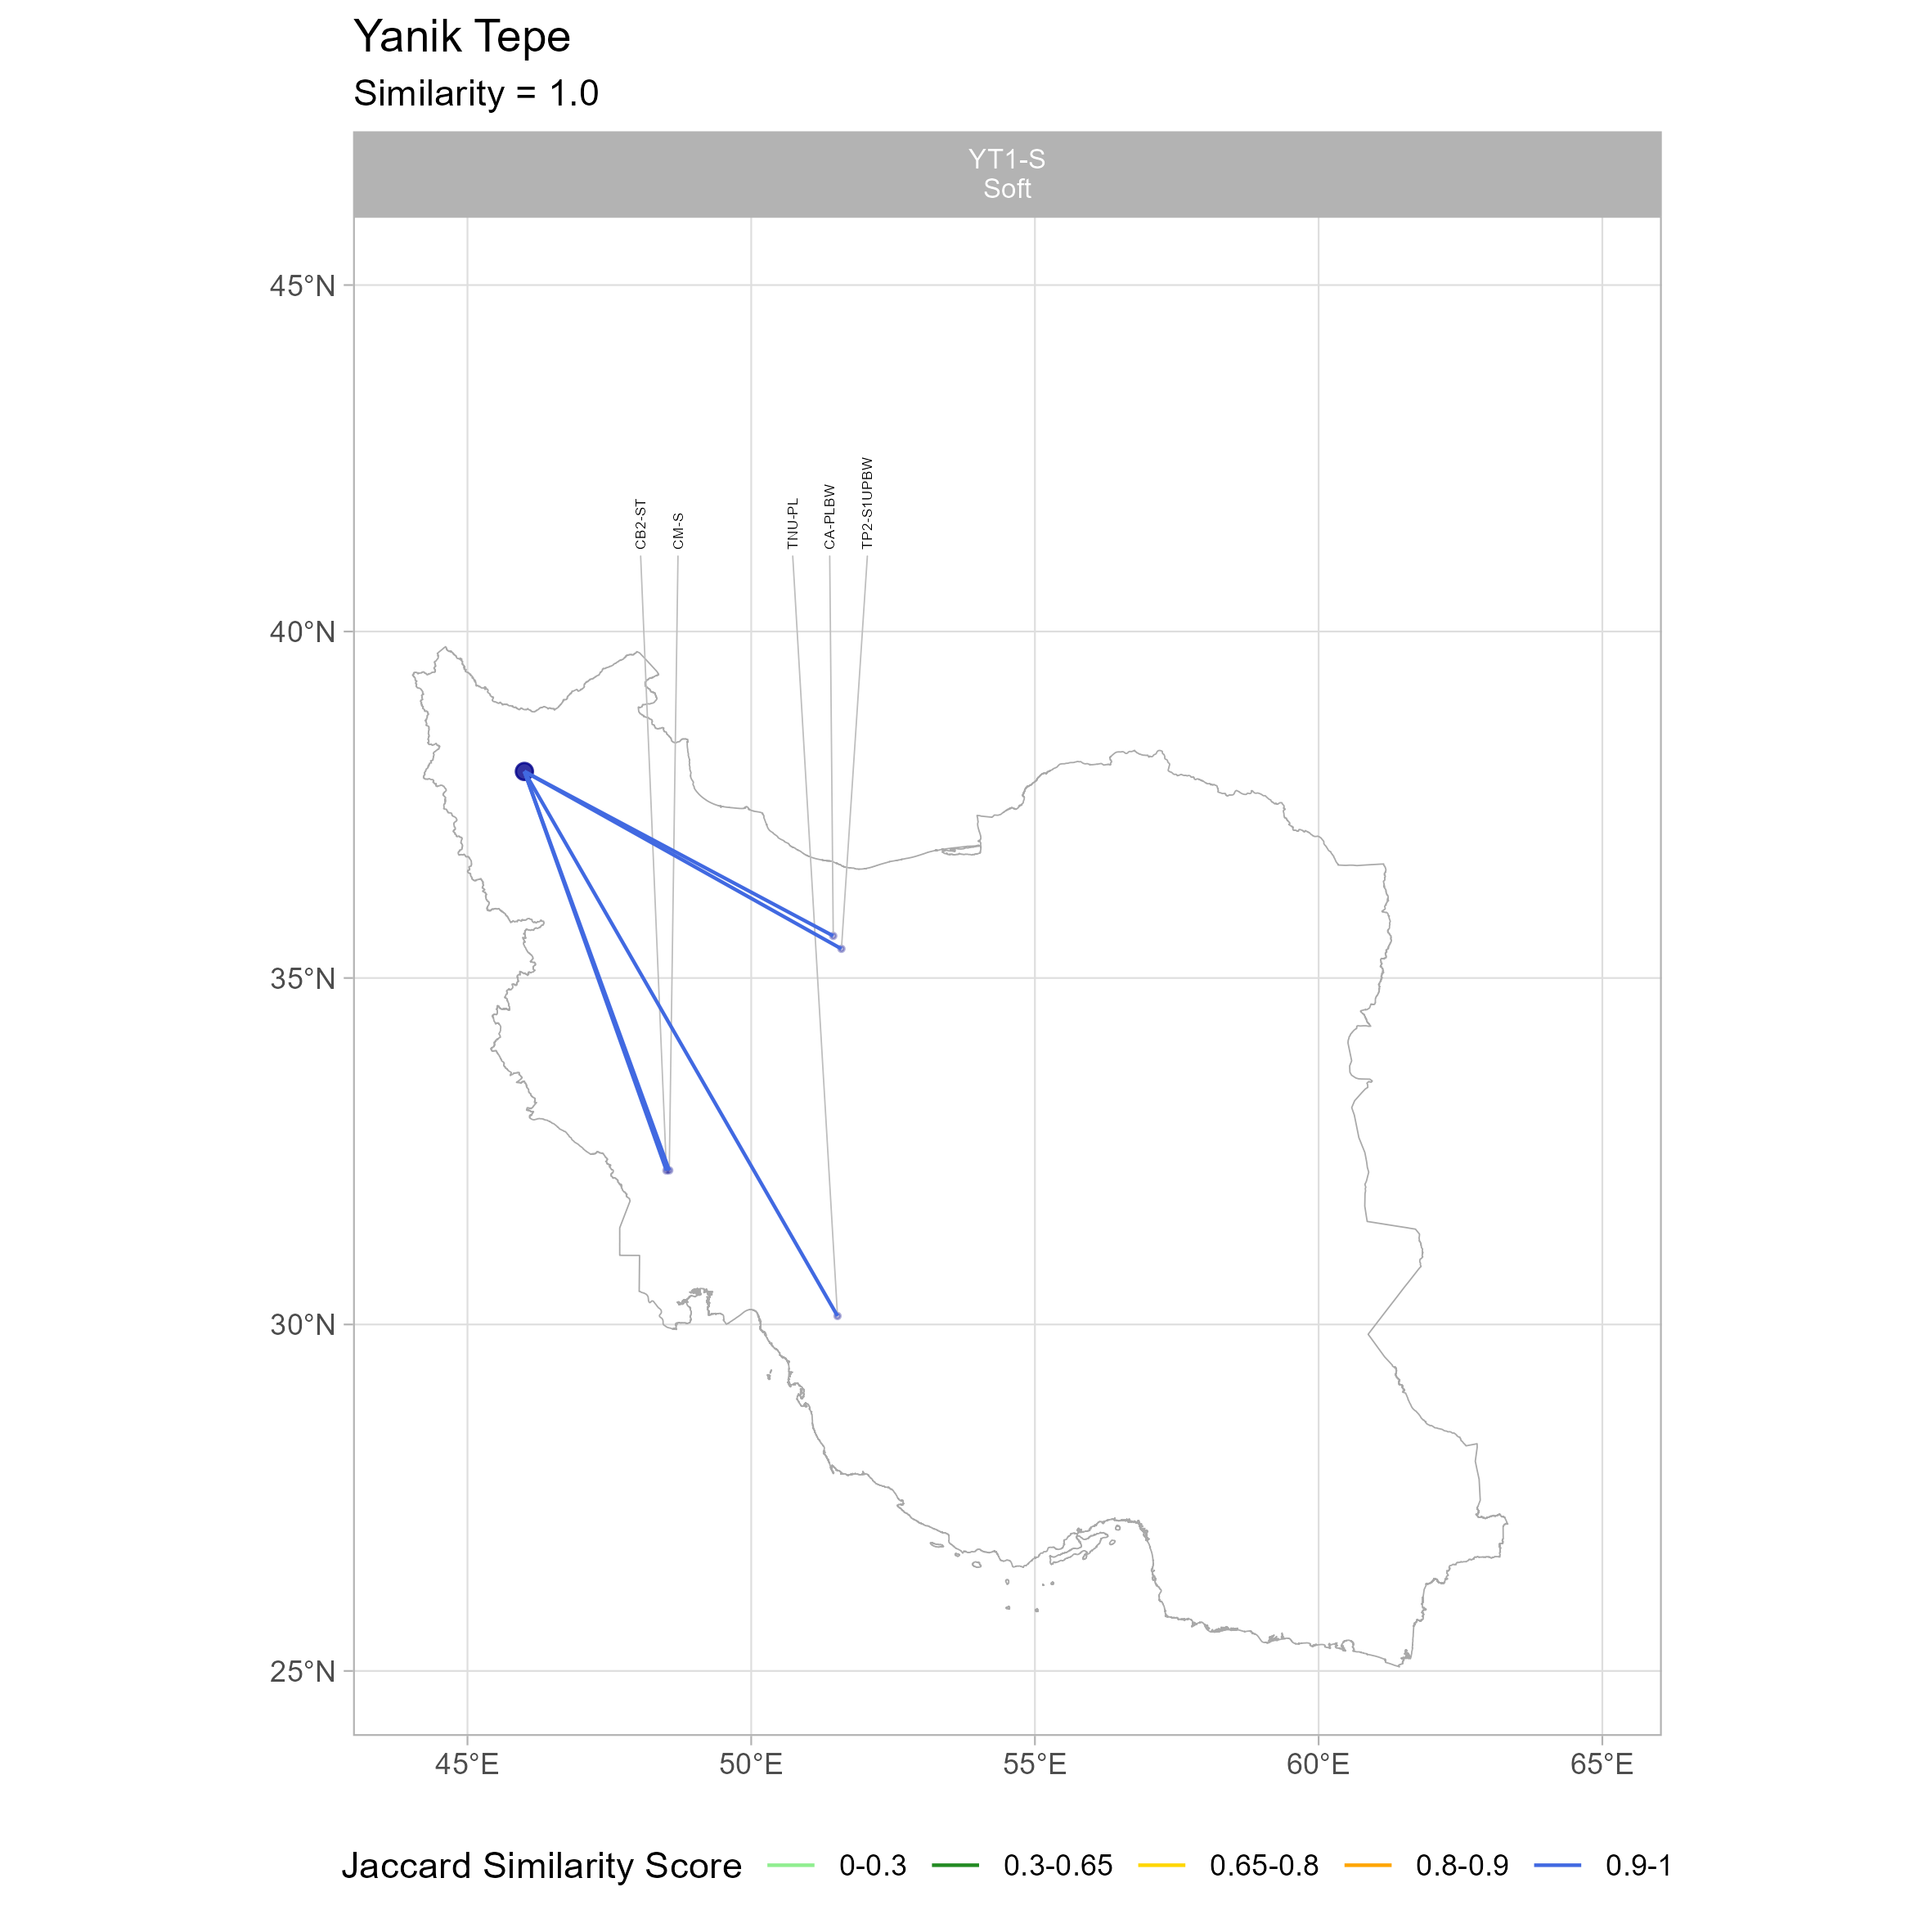 Yanik Tepe
Similarity = 1.0
YT1-S
Soft
45°N
40°N
35°N
30°N
25°N
CB2-ST
CM-S
TNU-PL
CA-PLBW
TP2-S1UPBW
45°E
50°E
55°E
60°E
65°E
Jaccard Similarity Score
0-0.3
0.3-0.65
0.65-0.8
0.8-0.9
0.9-1